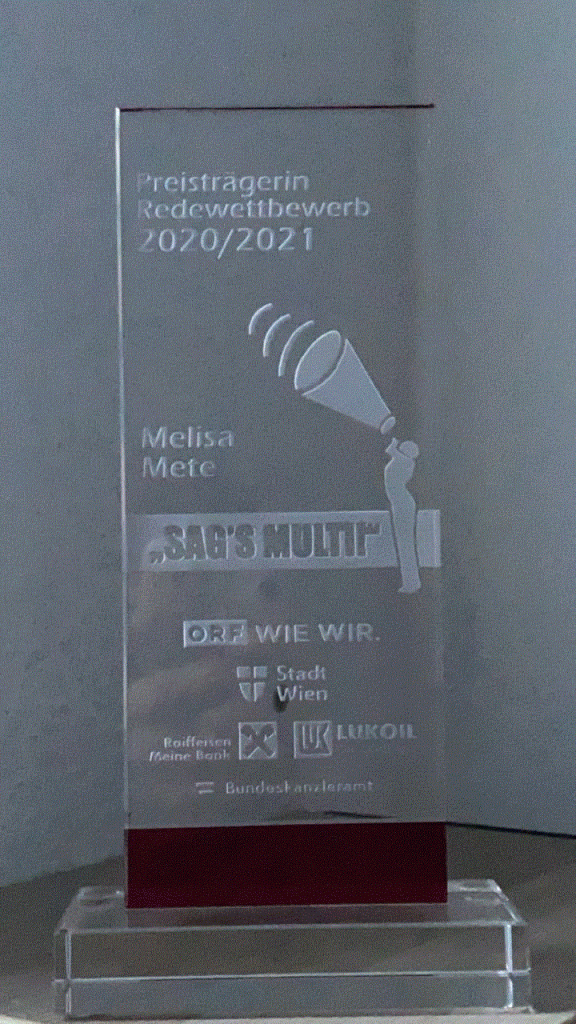 Preisträgerin
Redewettbewerb
2020/2021
Melisa
Mete
„SAG'S MULTI!“
ORF WIE WIR.
Stadt
Wien
Raiffeisen
Meine Bank
LUKOIL
Bundeskanzleramt